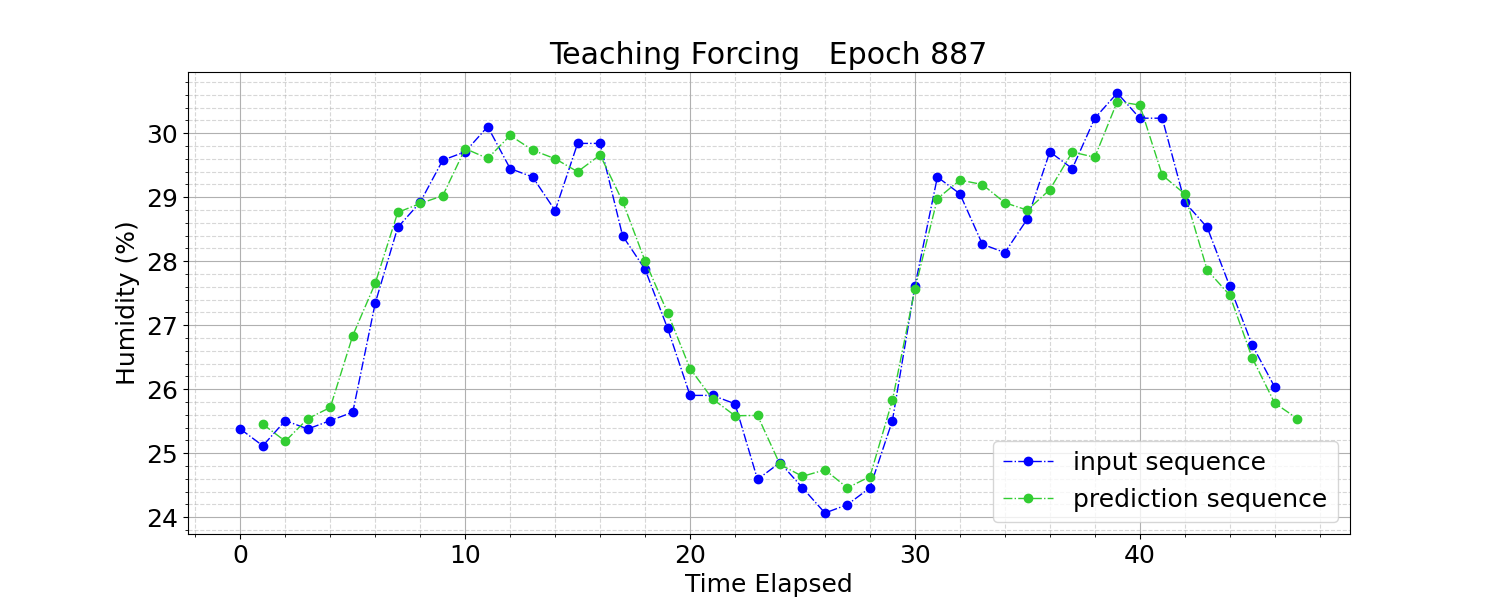 Teaching Forcing   Epoch 887
Humidity (%)
30
29
28
27
26
25
24
input sequence
prediction sequence
0 10 20 30 40
Time Elapsed